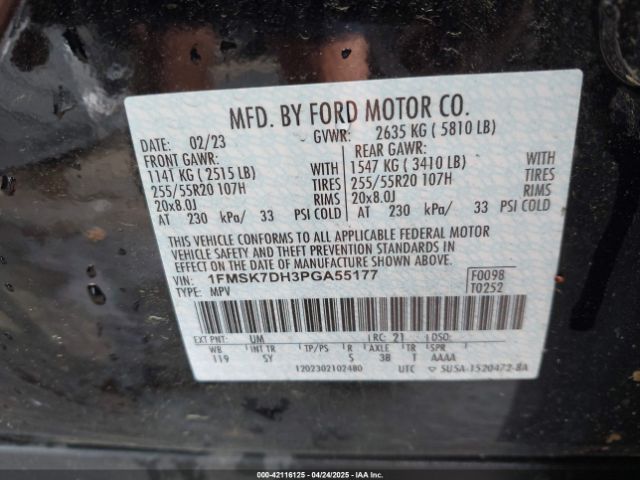 MFD. BY FORD MOTOR CO.
DATE: 02/23 GVWR: 2635 KG ( 5810 LB)
FRONT GAWR: REAR GAWR:
1141 KG ( 2515 LB) WITH 1547 KG ( 3410 LB) WITH
255/55R20 107H TIRES 255/55R20 107H TIRES
20x8.0J RIMS 20x8.0J RIMS
AT 230 kPa/ 33 PSI COLD AT 230 kPa/ 33 PSI COLD
THIS VEHICLE CONFORMS TO ALL APPLICABLE FEDERAL MOTOR
VEHICLE SAFETY AND THEFT PREVENTION STANDARDS IN
EFFECT ON THE DATE OF MANUFACTURE SHOWN ABOVE.
VIN: 1FMSK7DH3PGA55177 F0098
TYPE: MPV T0252
EXT PNT: UM RC: 21 DSO:
WB INT TR TP/PS R AXLE TR SPR
119 SY 5 3B T AAAA
1202302102480 UTC SUSA-1520472-BA
000-42116125 - 04/24/2025 - IAAI.COM